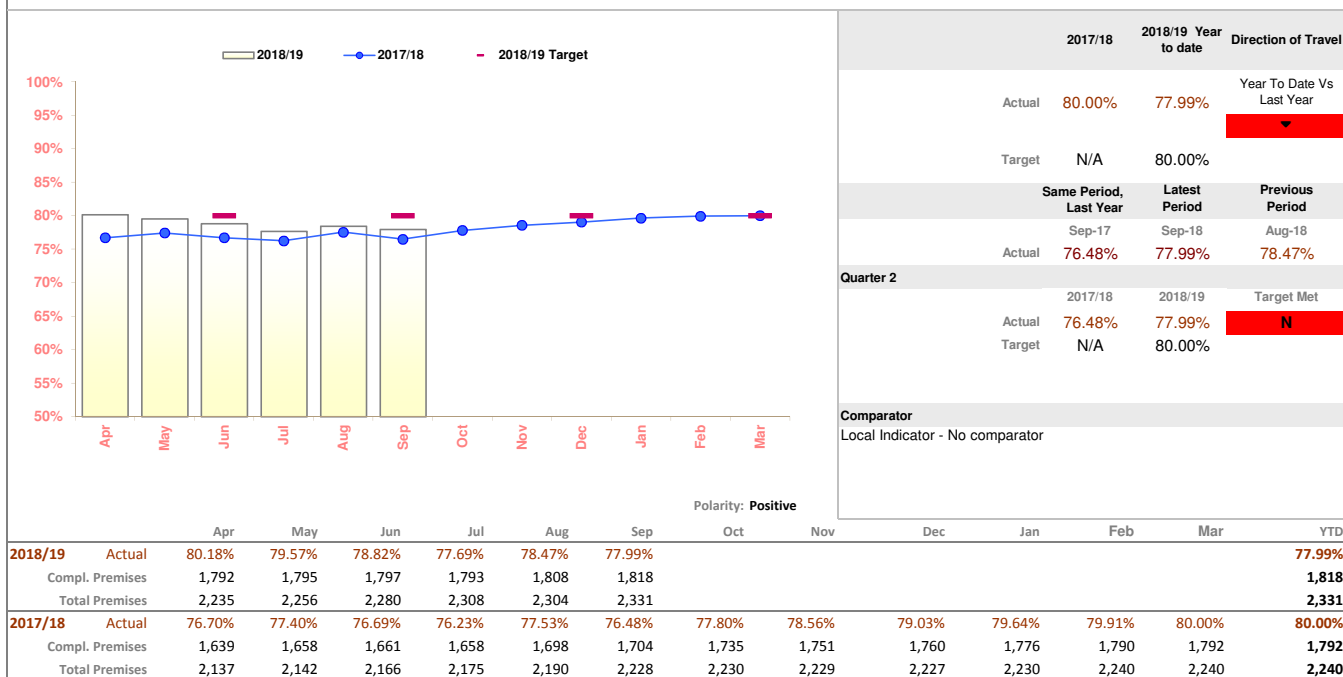 2018/19 2017/18 2018/19 Target
100%
95%
90%
85%
80%
75%
70%
65%
60%
55%
50%
Apr May Jun Jul Aug Sep Oct Nov Dec Jan Feb Mar
Polarity: Positive
2017/18 2018/19 Year to date Direction of Travel
Year To Date Vs Last Year
Actual 80.00% 77.99%
Target N/A 80.00%
Same Period, Last Year Latest Period Previous Period
Sep-17 Sep-18 Aug-18
Actual 76.48% 77.99% 78.47%
Quarter 2
2017/18 2018/19 Target Met
Actual 76.48% 77.99% N
Target N/A 80.00%
Comparator
Local Indicator - No comparator
Apr May Jun Jul Aug Sep Oct Nov Dec Jan Feb Mar YTD
2018/19 Actual 80.18% 79.57% 78.82% 77.69% 78.47% 77.99% 77.99%
Compl. Premises 1,792 1,795 1,797 1,793 1,808 1,818 1,818
Total Premises 2,235 2,256 2,280 2,308 2,304 2,331 2,331
2017/18 Actual 76.70% 77.40% 76.69% 76.23% 77.53% 76.48% 77.80% 78.56% 79.03% 79.64% 79.91% 80.00% 80.00%
Compl. Premises 1,639 1,658 1,661 1,658 1,698 1,704 1,735 1,751 1,760 1,776 1,790 1,792 1,792
Total Premises 2,137 2,142 2,166 2,175 2,190 2,228 2,230 2,229 2,227 2,230 2,240 2,240 2,240